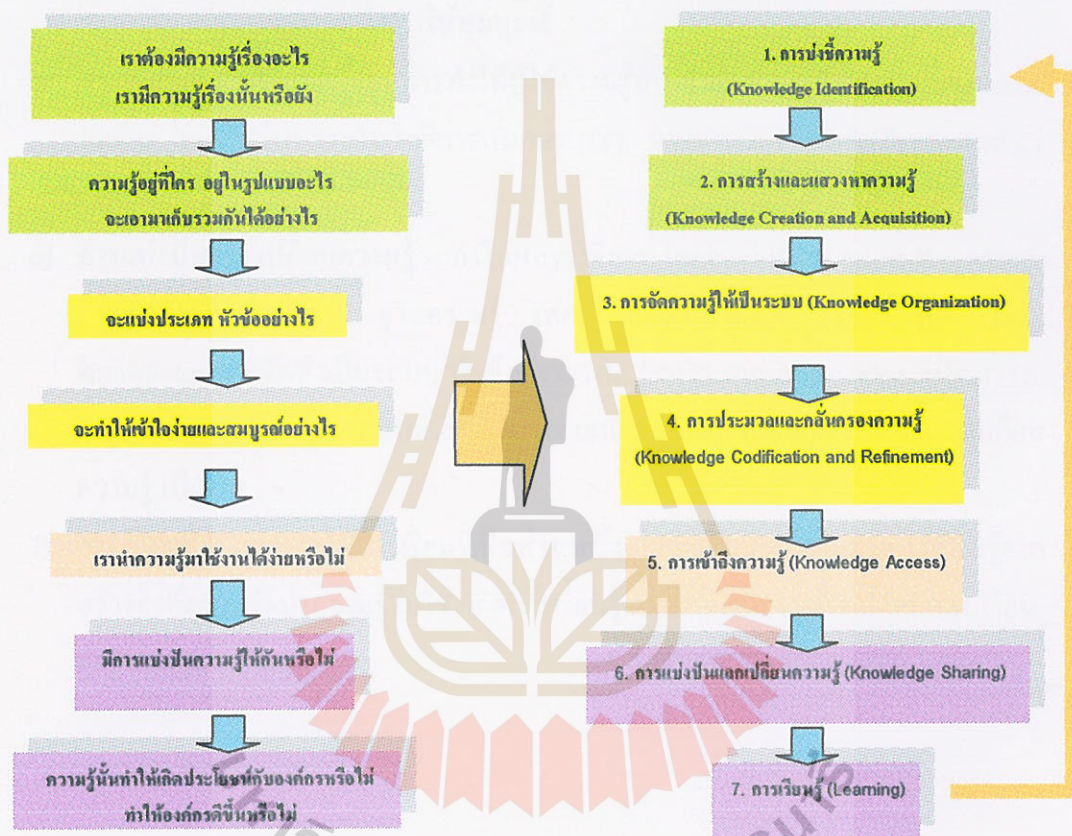 เราต้องมีความรู้เรื่องอะไร
เรามีความรู้เรื่องนั้นหรือยัง
ความรู้อยู่ที่ใคร อยู่ในรูปแบบอะไร
จะเอามาเก็บรวมกันได้อย่างไร
จะแบ่งประเภท หัวข้ออย่างไร
จะทำให้เข้าใจง่ายและสมบูรณ์อย่างไร
เรานำความรู้มาใช้งานได้ง่ายหรือไม่
มีการแบ่งปันความรู้ให้กันหรือไม่
ความรู้นั้นทำให้เกิดประโยชน์กับองค์กรหรือไม่
ทำให้องค์กรดีขึ้นหรือไม่
1. การบ่งชี้ความรู้
(Knowledge Identification)
2. การสร้างและแสวงหาความรู้
(Knowledge Creation and Acquisition)
3. การจัดความรู้ให้เป็นระบบ (Knowledge Organization)
4. การประมวลและกลั่นกรองความรู้
(Knowledge Codification and Refinement)
5. การเข้าถึงความรู้ (Knowledge Access)
6. การแบ่งปันแลกเปลี่ยนความรู้ (Knowledge Sharing)
7. การเรียนรู้ (Learning)